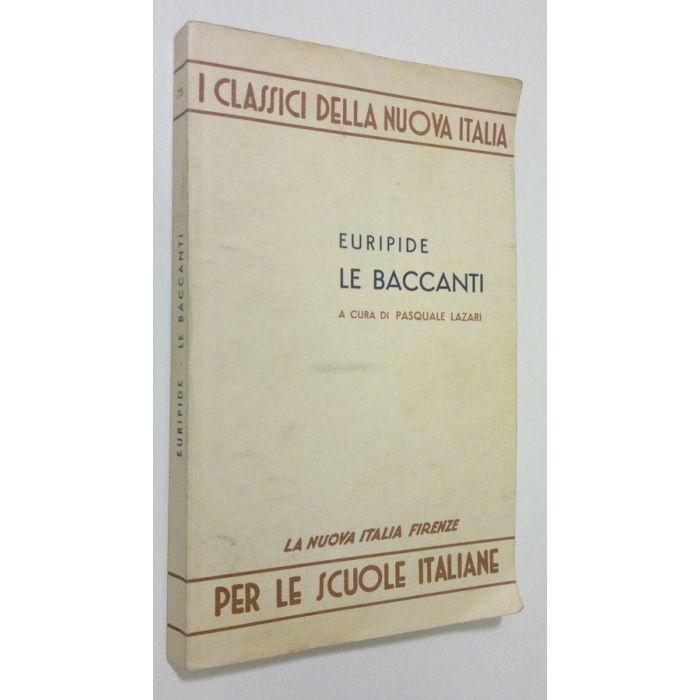 I CLASSICI DELLA NUOVA ITALIA
EURIPIDE
LE BACCANTI
A CURA DI PASQUALE LAZARI
LA NUOVA ITALIA FIRENZE
PER LE SCUOLE ITALIANE
75
EURIPIDE - LE BACCANTI